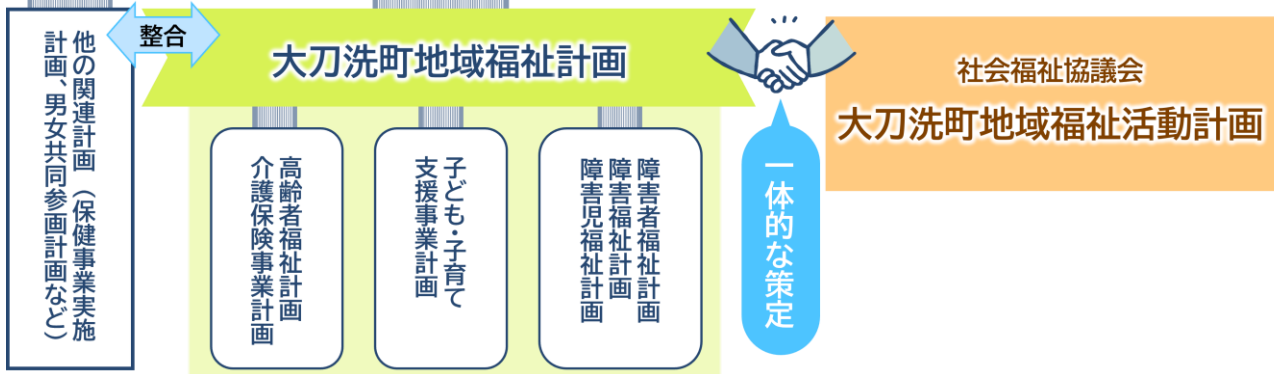 他の関連計画（保健事業実施
計画、男女共同参画計画など）
整合
大刀洗町地域福祉計画
高齢者福祉計画
介護保険事業計画
子ども・子育て
支援事業計画
障害者福祉計画
障害福祉計画
障害児福祉計画
一体的な策定
社会福祉協議会
大刀洗町地域福祉活動計画